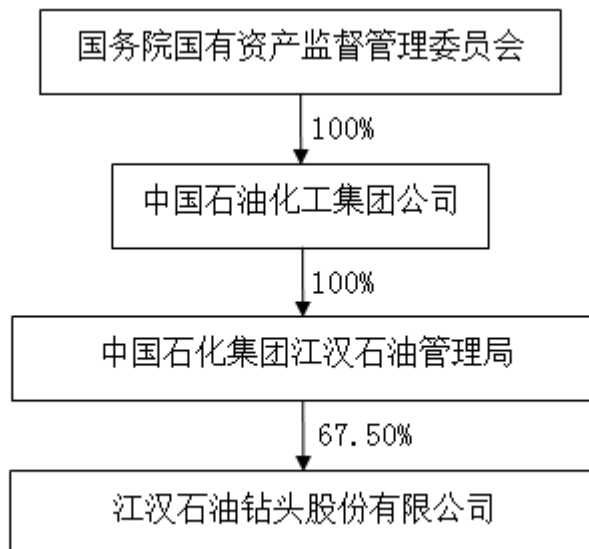 国务院国有资产监督管理委员会
100%
中国石油化工集团公司
100%
中国石化集团江汉石油管理局
67.50%
江汉石油钻头股份有限公司